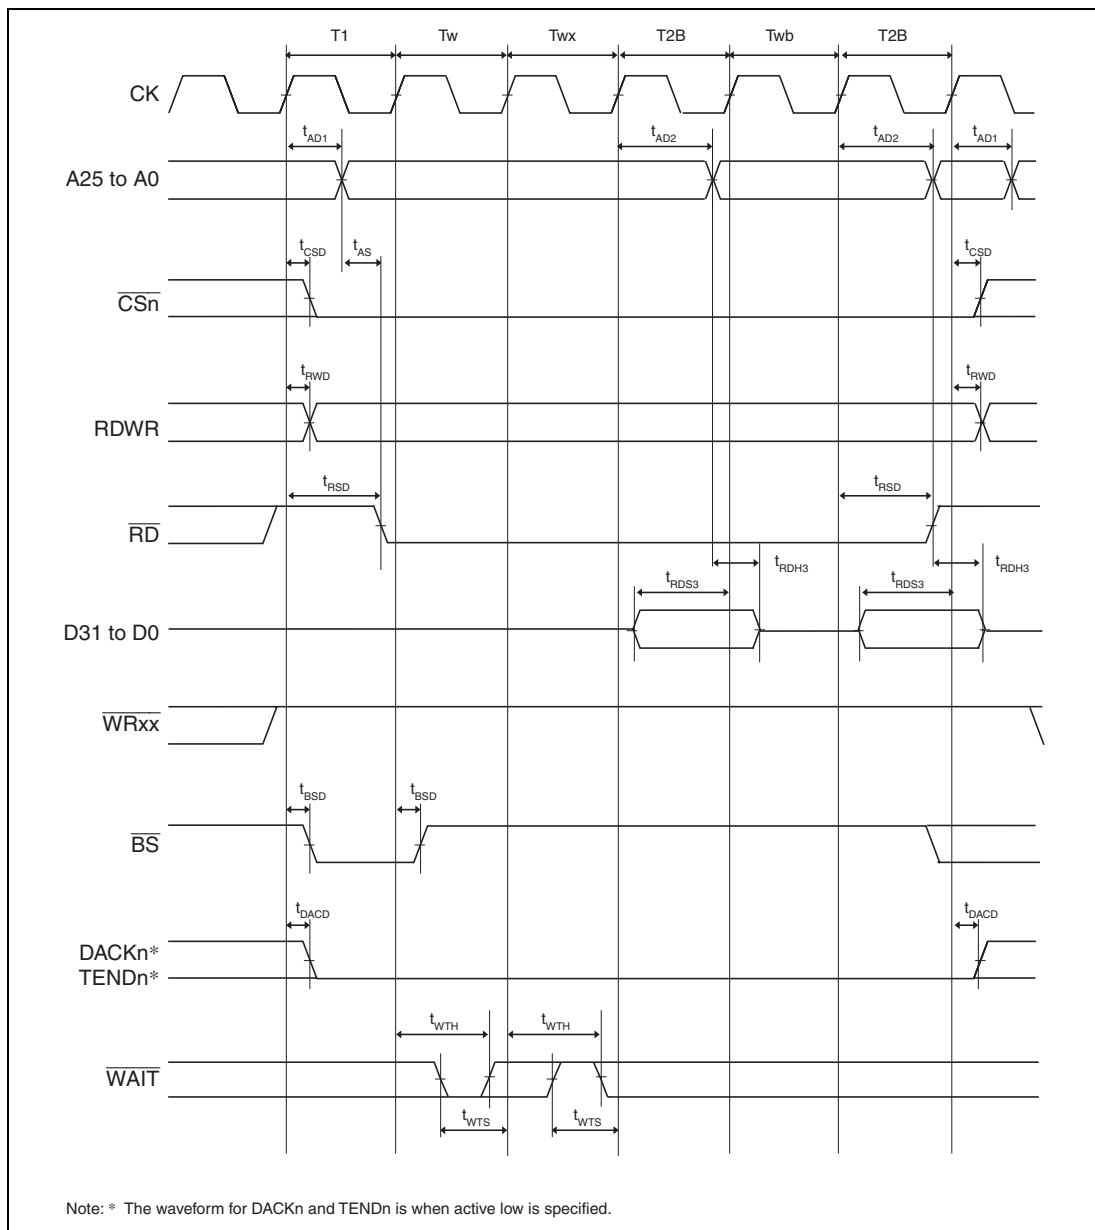 T1 Tw Twx T2B Twb T2B
CK
tAD1 tAD2 tAD2 tAD1
A25 to A0
tCSD tAS tCSD
CSn
tRWD tRWD
RDWR
tRSD tRSD
RD
tRDH3 tRDH3
tRDS3 tRDS3
D31 to D0
WRxx
tBSD tBSD
BS
tDACD tDACD
DACKn*
TENDn*
tWTH tWTH
WAIT
tWTS tWTS
Note: * The waveform for DACKn and TENDn is when active low is specified.